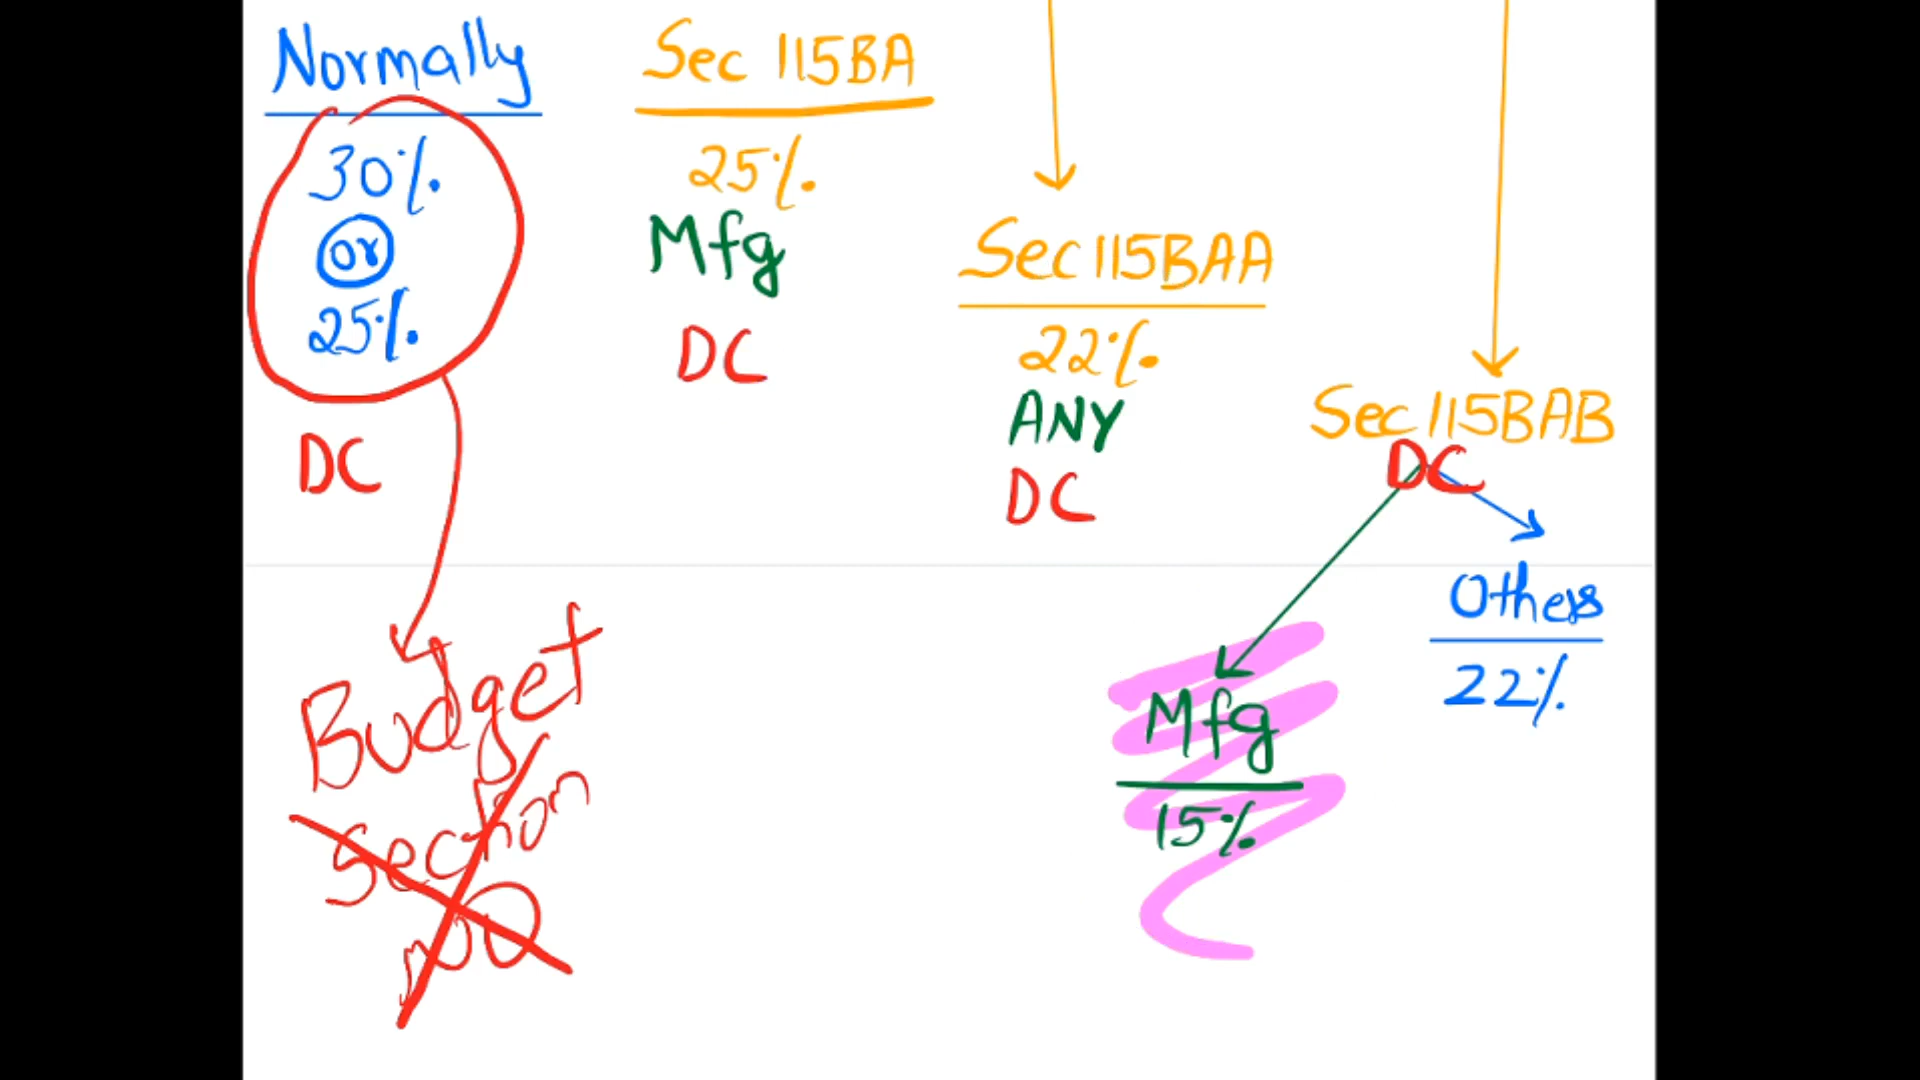 Normally
30%
or
25%
DC
Sec 115BA
25%
Mfg
DC
Sec 115BAA
22%
ANY
DC
Sec 115BAB
DC
Others
22%
Mfg
15%
Budget
Section
no